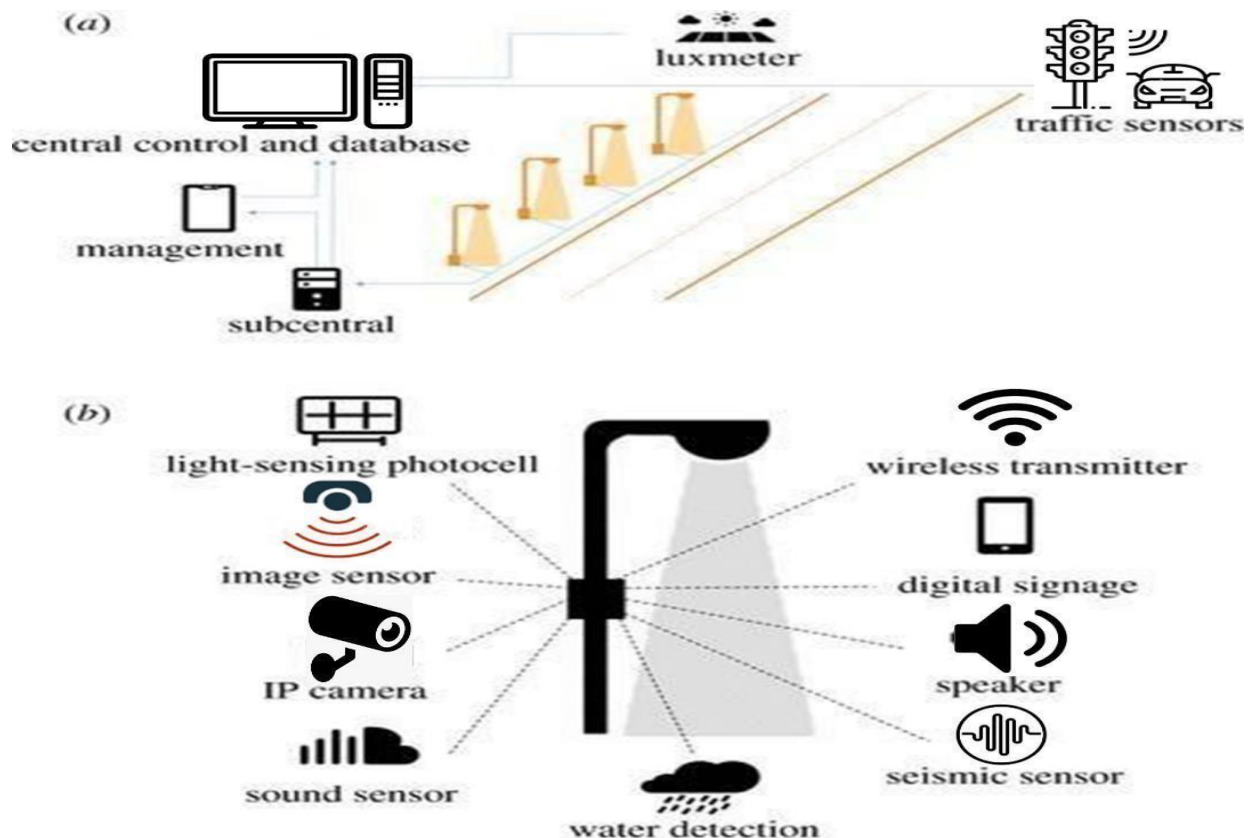 (a)
luxmeter
traffic sensors
central control and database
management
subcentral
(b)
light-sensing photocell
wireless transmitter
image sensor
digital signage
IP camera
speaker
sound sensor
seismic sensor
water detection